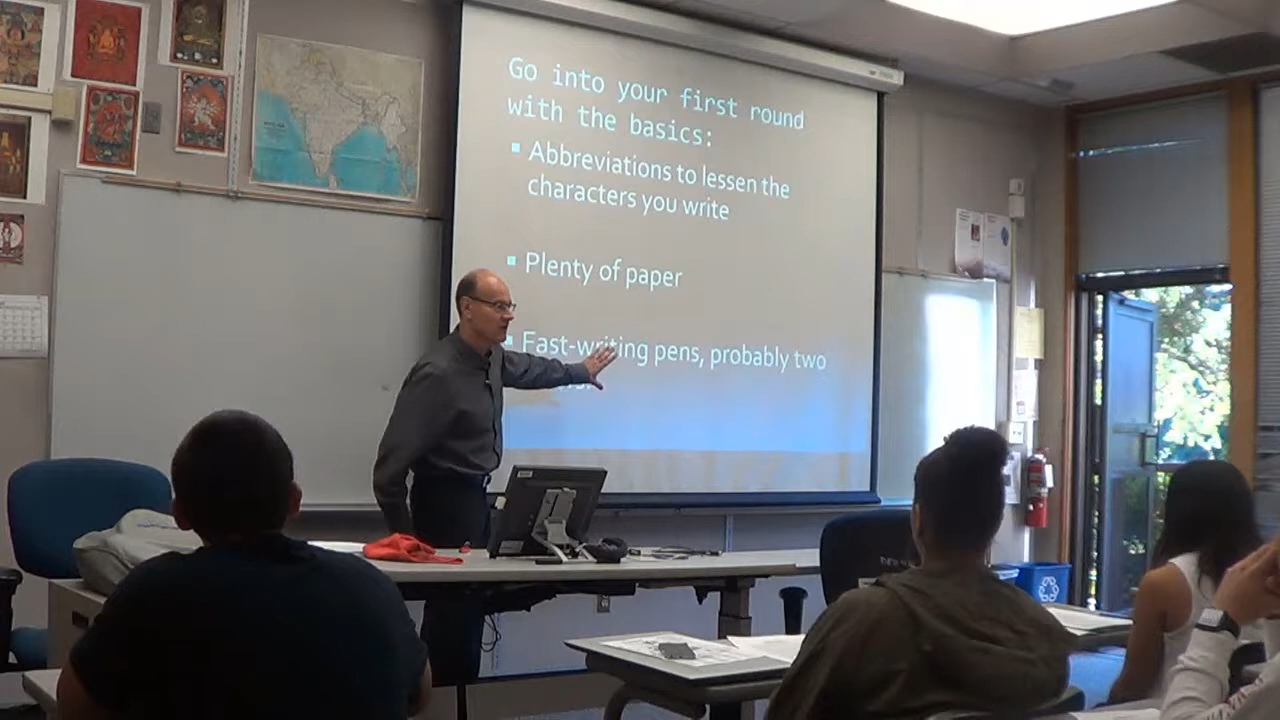 Go into your first round
with the basics:
▪ Abbreviations to lessen the
characters you write
▪ Plenty of paper
▪ Fast-writing pens, probably two